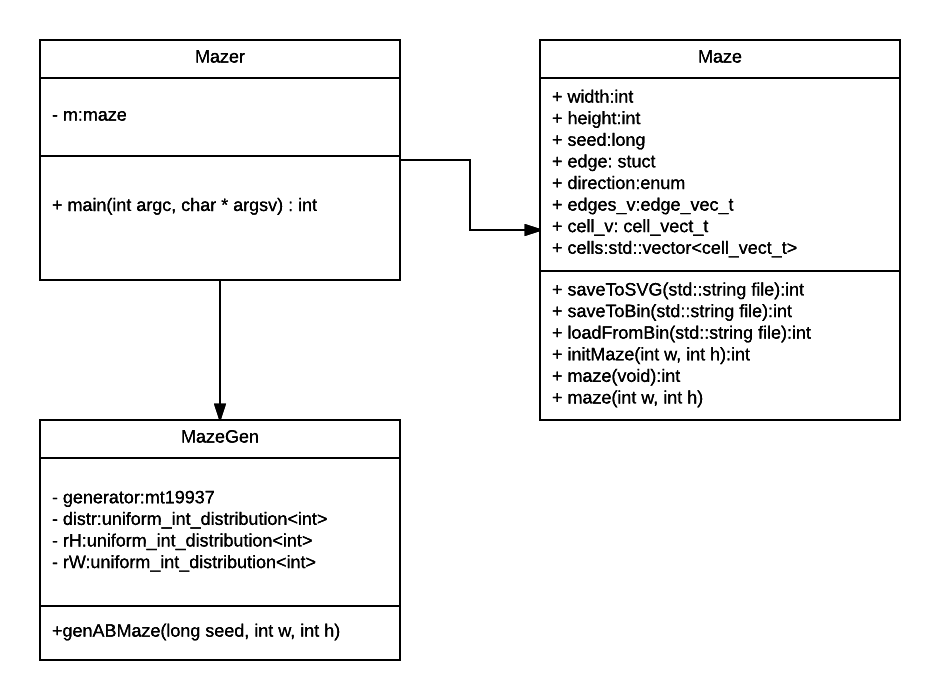 Mazer
- m:maze
+ main(int argc, char * argsv) : int
Maze
+ width:int
+ height:int
+ seed:long
+ edge: stuct
+ direction:enum
+ edges_v:edge_vec_t
+ cell_v: cell_vect_t
+ cells:std::vector<cell_vect_t>
+ saveToSVG(std::string file):int
+ saveToBin(std::string file):int
+ loadFromBin(std::string file):int
+ initMaze(int w, int h):int
+ maze(void):int
+ maze(int w, int h)
MazeGen
- generator:mt19937
- distr:uniform_int_distribution<int>
- rH:uniform_int_distribution<int>
- rW:uniform_int_distribution<int>
+genABMaze(long seed, int w, int h)